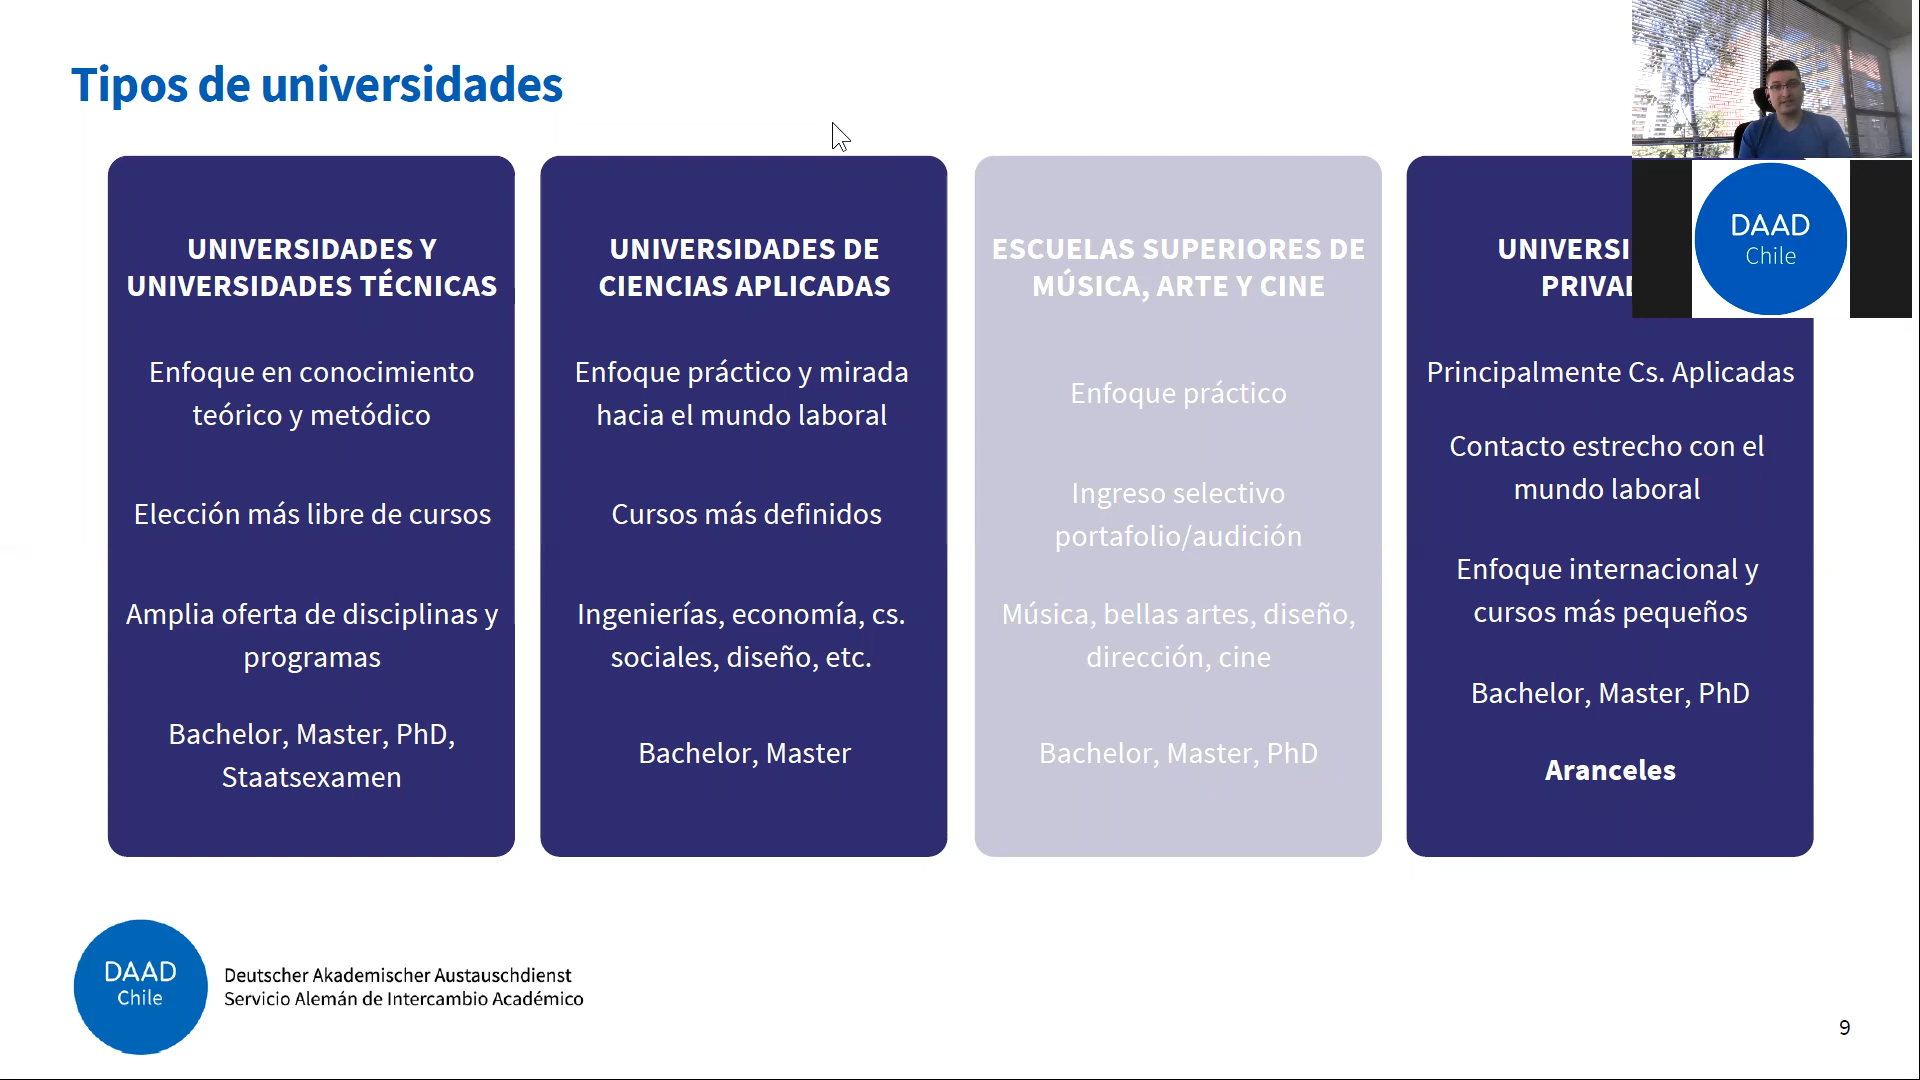 Tipos de universidades
UNIVERSIDADES Y
UNIVERSIDADES TÉCNICAS
Enfoque en conocimiento
teórico y metódico
Elección más libre de cursos
Amplia oferta de disciplinas y
programas
Bachelor, Master, PhD,
Staatsexamen
UNIVERSIDADES DE
CIENCIAS APLICADAS
Enfoque práctico y mirada
hacia el mundo laboral
Cursos más definidos
Ingenierías, economía, cs.
sociales, diseño, etc.
Bachelor, Master
ESCUELAS SUPERIORES DE
MÚSICA, ARTE Y CINE
Enfoque práctico
Ingreso selectivo
portafolio/audición
Música, bellas artes, diseño,
dirección, cine
Bachelor, Master, PhD
Principalmente Cs. Aplicadas
Contacto estrecho con el
mundo laboral
Enfoque internacional y
cursos más pequeños
Bachelor, Master, PhD
Aranceles
DAAD
Chile
DAAD
Chile
Deutscher Akademischer Austauschdienst
Servicio Alemán de Intercambio Académico
9